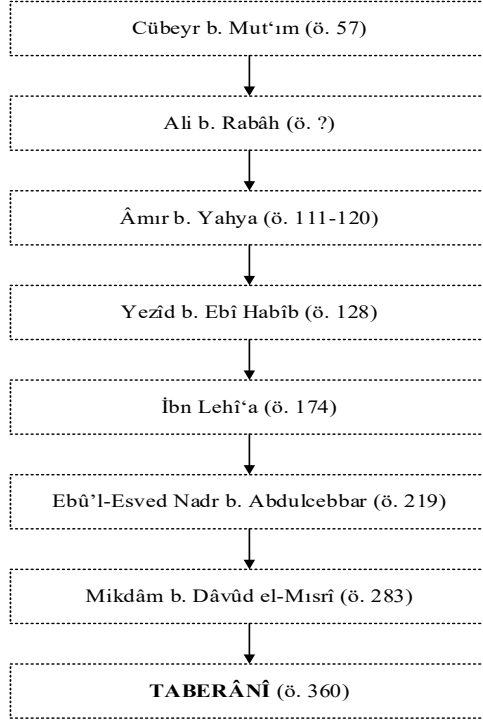 Cübeyr b. Mut‘ım (ö. 57)
Ali b. Rabâh (ö. ?)
Âmır b. Yahya (ö. 111-120)
Yezîd b. Ebî Habîb (ö. 128)
İbn Lehî‘a (ö. 174)
Ebû’l-Esved Nadr b. Abdulcebbar (ö. 219)
Mikdâm b. Dâvûd el-Mısrî (ö. 283)
TABERÂNÎ (ö. 360)